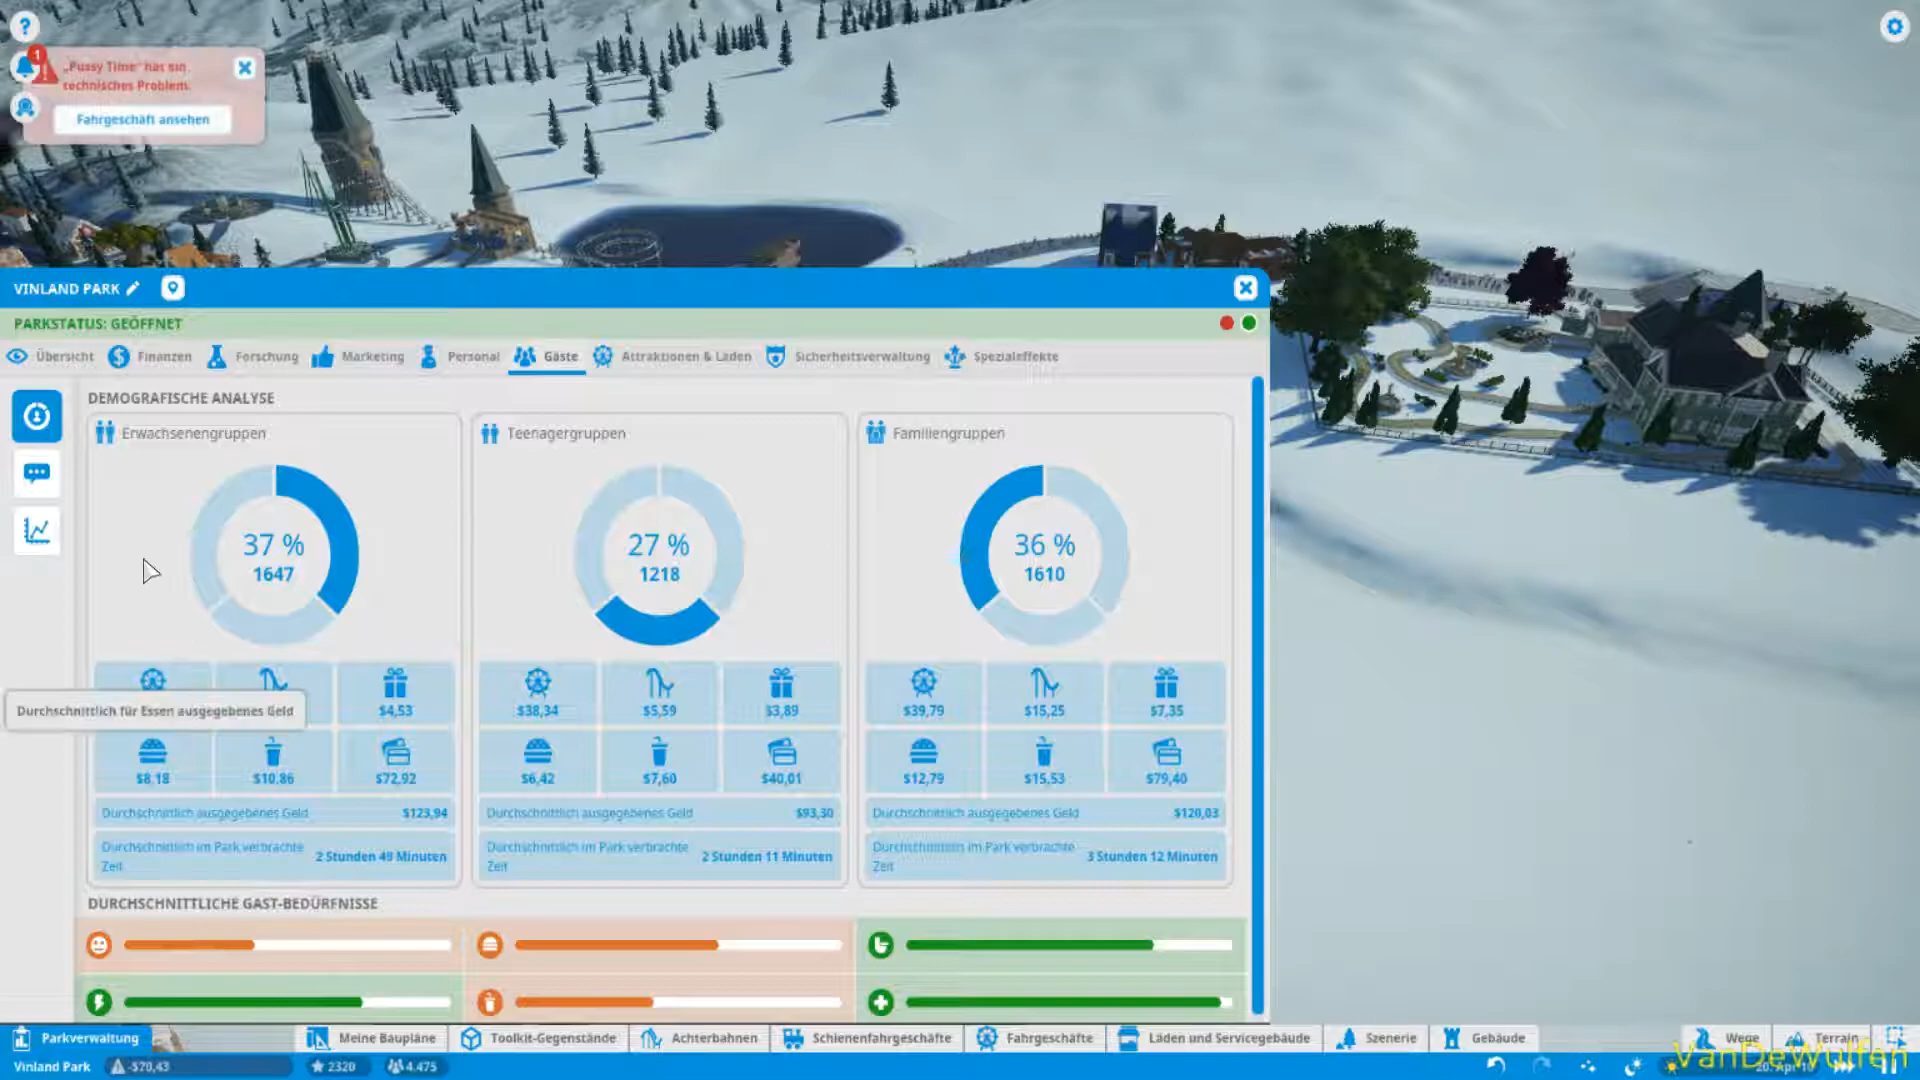 ?
1
„Pussy Time“ has ein
technisches Problem.
Fahrgeschäft ansehen
VINLAND PARK
PARKSTATUS: GEÖFFNET
Übersicht
Finanzen
Forschung
Marketing
Personal
Gäste
Attraktionen & Läden
Sicherheitsverwaltung
Spezialeffekte
DEMOGRAFISCHE ANALYSE
Erwachsenengruppen
37 %
1647
$4,53
Durchschnittlich für Essen ausgegebenes Geld
$8,18
$10,86
$72,92
Durchschnittlich ausgegebenes Geld $123,94
Durchschnittlich im Park verbrachte
Zeit
2 Stunden 49 Minuten
Teenagergruppen
27 %
1218
$38,34
$5,59
$3,89
$6,42
$7,60
$40,01
Durchschnittlich ausgegebenes Geld $93,30
Durchschnittlich im Park verbrachte
Zeit
2 Stunden 11 Minuten
Familiengruppen
36 %
1610
$39,79
$15,25
$7,35
$12,79
$15,53
$79,40
Durchschnittlich ausgegebenes Geld $120,03
Durchschnittlich im Park verbrachte
Zeit
3 Stunden 12 Minuten
DURCHSCHNITTLICHE GAST-BEDÜRFNISSE
Parkverwaltung
Meine Baupläne
Toolkit-Gegenstände
Achterbahnen
Schienenfahrgeschäfte
Fahrgeschäfte
Läden und Servicegebäude
Szenerie
Gebäude
Wege
Terrain
Vinland Park
-$70,43
2320
4.475
VanDeWulfen